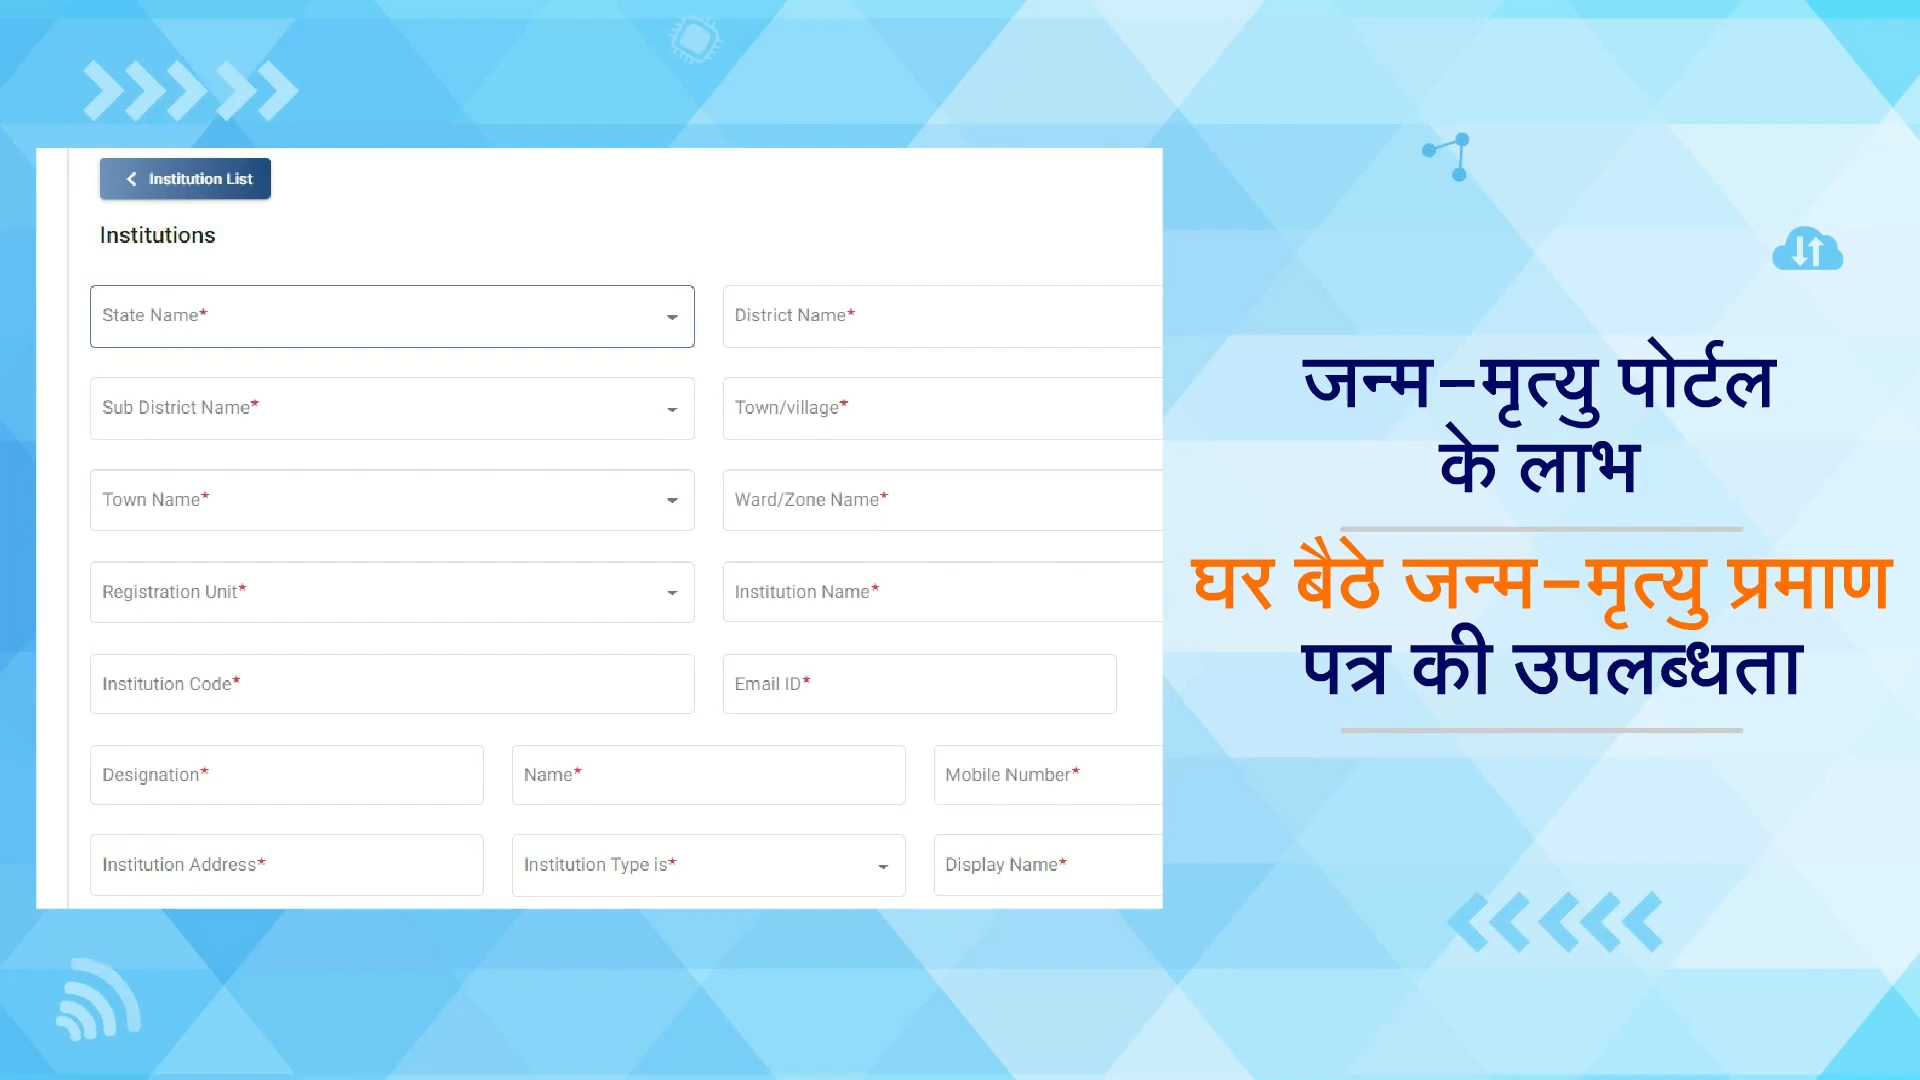 Institution List
Institutions
State Name*
District Name*
Sub District Name*
Town/village*
Town Name*
Ward/Zone Name*
Registration Unit*
Institution Name*
Institution Code*
Email ID*
Designation*
Name*
Mobile Number*
Institution Address*
Institution Type is*
Display Name*
जन्म-मृत्यु पोर्टल
के लाभ
घर बैठे जन्म-मृत्यु प्रमाण
पत्र की उपलब्धता